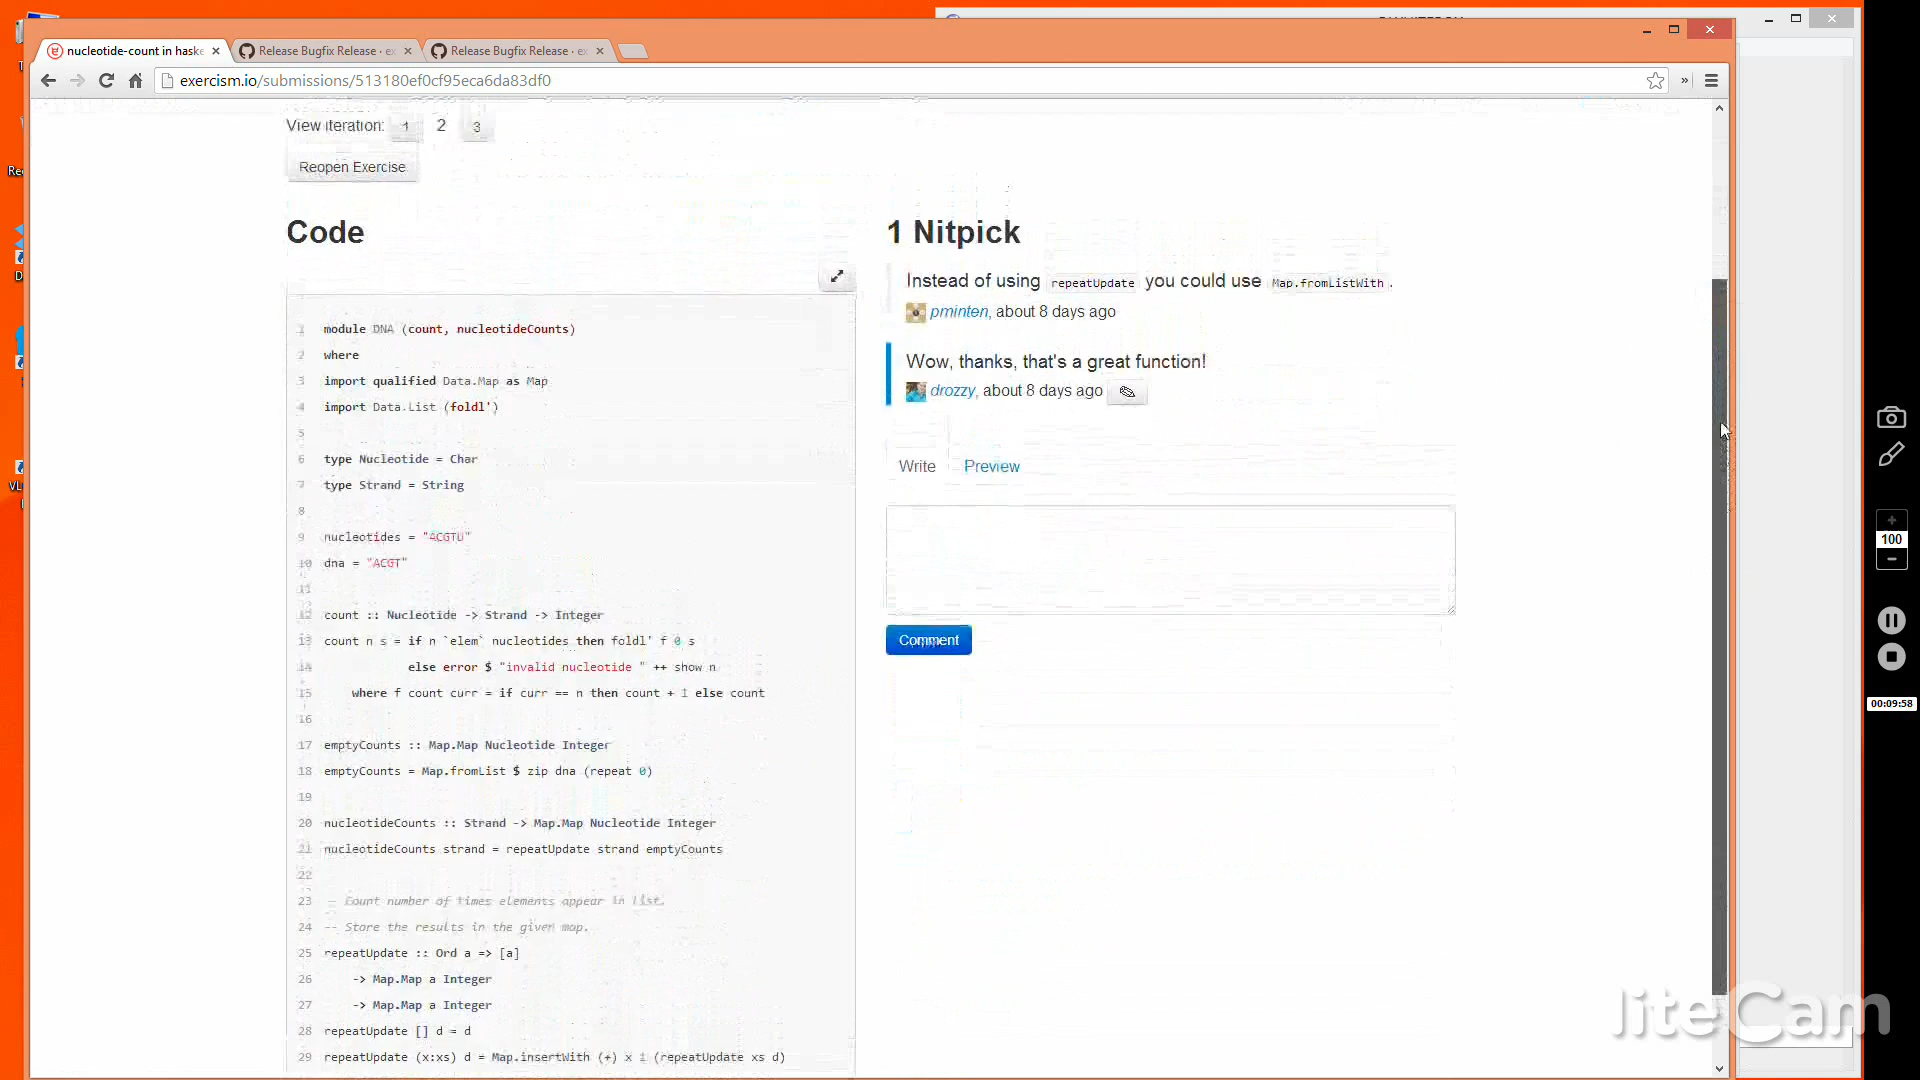 nucleotide-count in haske
Release Bugfix Release · ex
Release Bugfix Release · ex
exercism.io/submissions/513180ef0cf95eca6da83df0
View iteration: 1 2 3
Reopen Exercise
Code
1 module DNA (count, nucleotideCounts)
2 where
3 import qualified Data.Map as Map
4 import Data.List (foldl')
5
6 type Nucleotide = Char
7 type Strand = String
8
9 nucleotides = "ACGTU"
10 dna = "ACGT"
11
12 count :: Nucleotide -> Strand -> Integer
13 count n s = if n `elem` nucleotides then foldl' f 0 s
14 else error $ "invalid nucleotide " ++ show n
15 where f count curr = if curr == n then count + 1 else count
16
17 emptyCounts :: Map.Map Nucleotide Integer
18 emptyCounts = Map.fromList $ zip dna (repeat 0)
19
20 nucleotideCounts :: Strand -> Map.Map Nucleotide Integer
21 nucleotideCounts strand = repeatUpdate strand emptyCounts
22
23 -- Count number of times elements appear in list.
24 -- Store the results in the given map.
25 repeatUpdate :: Ord a => [a]
26 -> Map.Map a Integer
27 -> Map.Map a Integer
28 repeatUpdate [] d = d
29 repeatUpdate (x:xs) d = Map.insertWith (+) x 1 (repeatUpdate xs d)
1 Nitpick
Instead of using repeatUpdate you could use Map.fromListWith.
pminten, about 8 days ago
Wow, thanks, that's a great function!
drozzy, about 8 days ago
Write Preview
Comment
100
00:09:58
liteCam